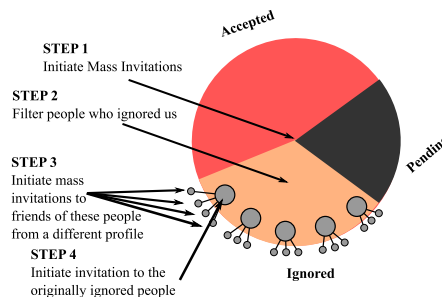 Accepted
STEP 1
Initiate Mass Invitations
STEP 2
Filter people who ignored us
Pending
STEP 3
Initiate mass
invitations to
friends of these people
from a different profile
STEP 4
Initiate invitation to the
originally ignored people
Ignored